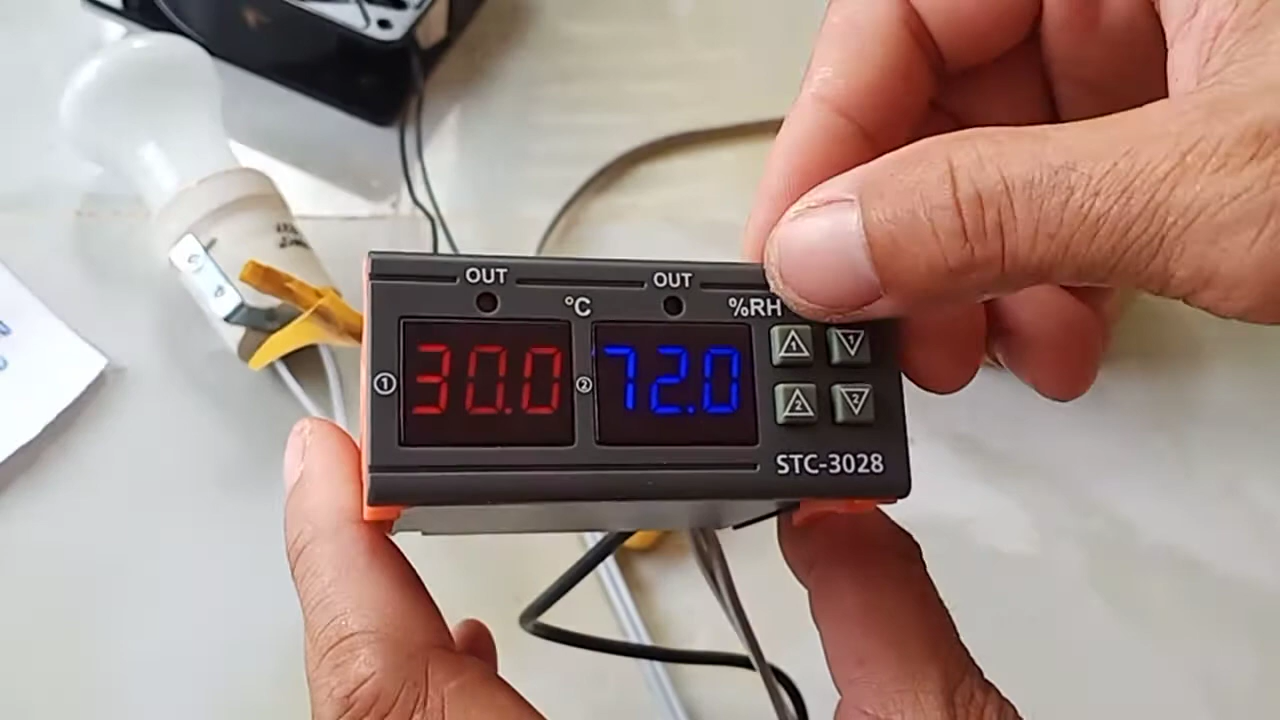 OUT OUT
°C %RH
① 30.0 ② 72.0
1 1
2 2
STC-3028